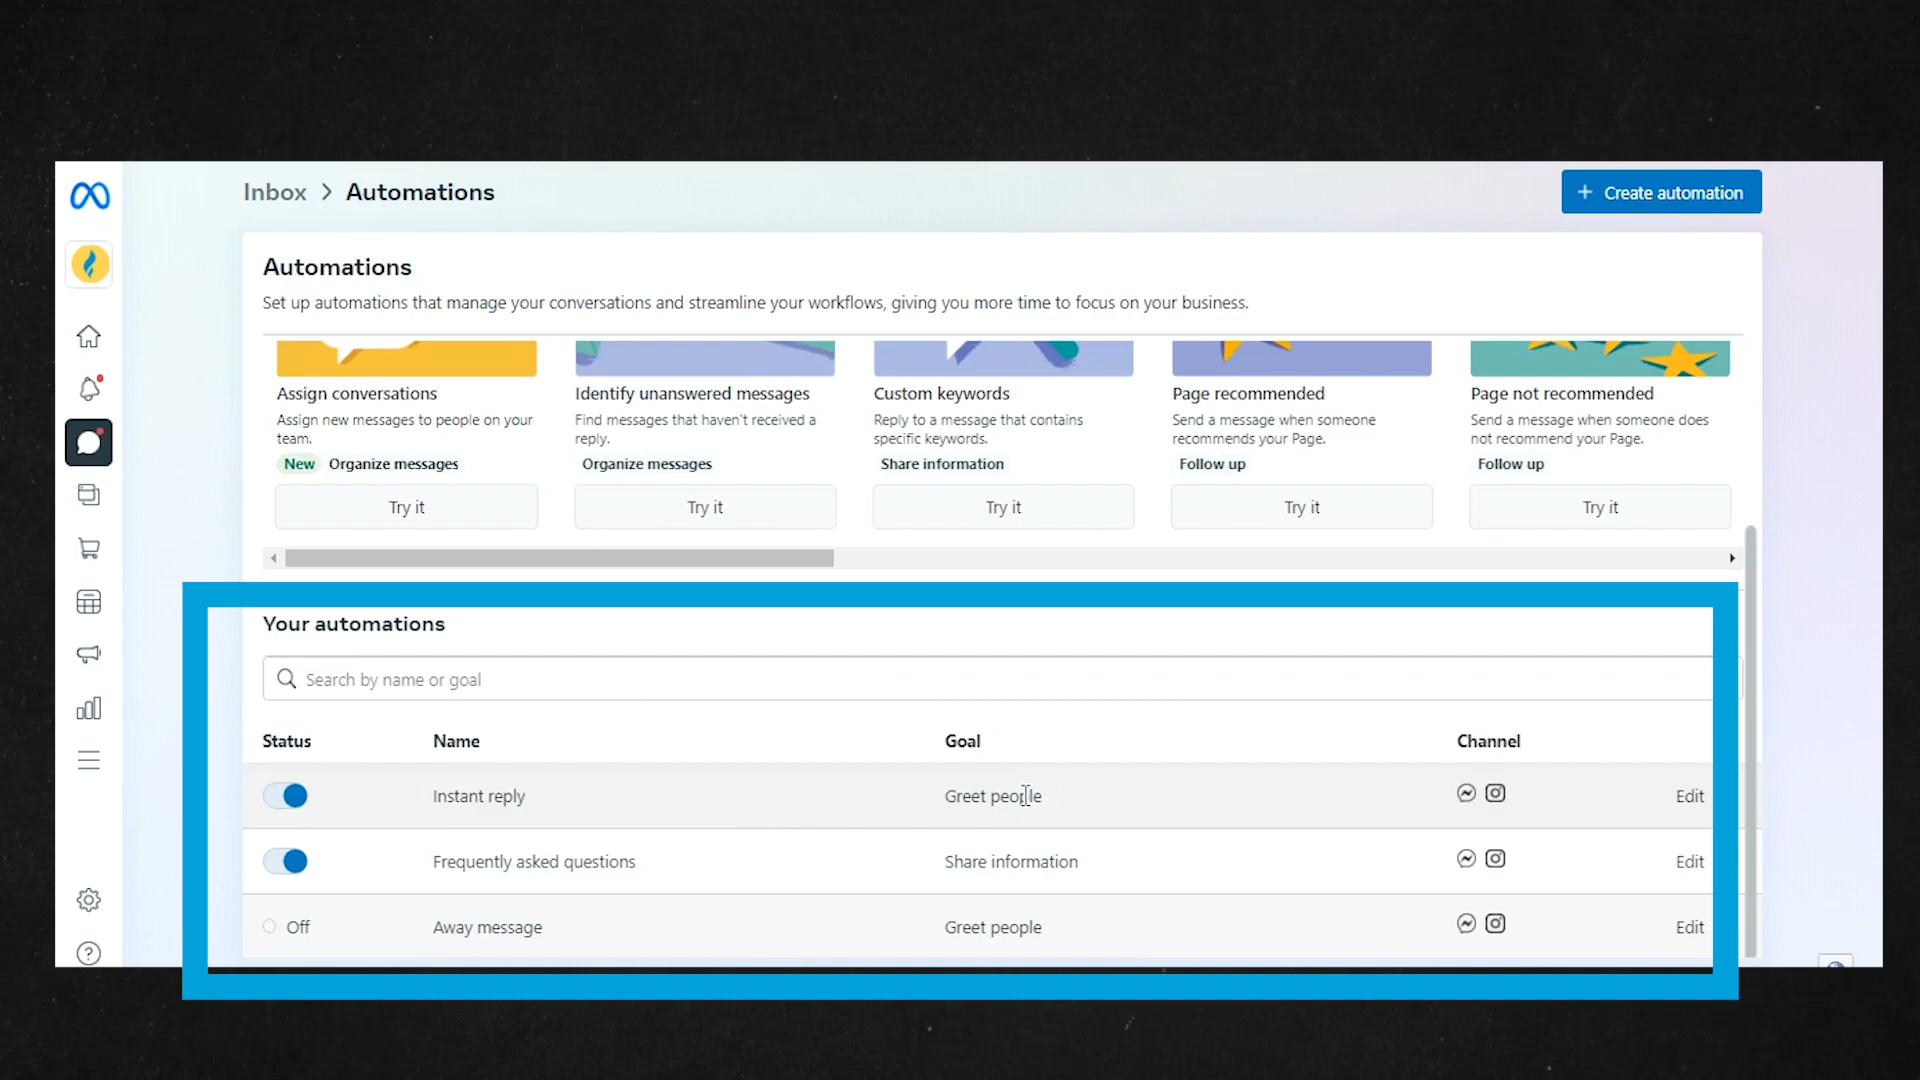 Inbox > Automations
+ Create automation
Automations
Set up automations that manage your conversations and streamline your workflows, giving you more time to focus on your business.
Assign conversations
Assign new messages to people on your
team.
New Organize messages
Try it
Identify unanswered messages
Find messages that haven't received a
reply.
Organize messages
Try it
Custom keywords
Reply to a message that contains
specific keywords.
Share information
Try it
Page recommended
Send a message when someone
recommends your Page.
Follow up
Try it
Page not recommended
Send a message when someone does
not recommend your Page.
Follow up
Try it
Your automations
Search by name or goal
Status Name Goal Channel
Instant reply Greet people Edit
Frequently asked questions Share information Edit
Off Away message Greet people Edit